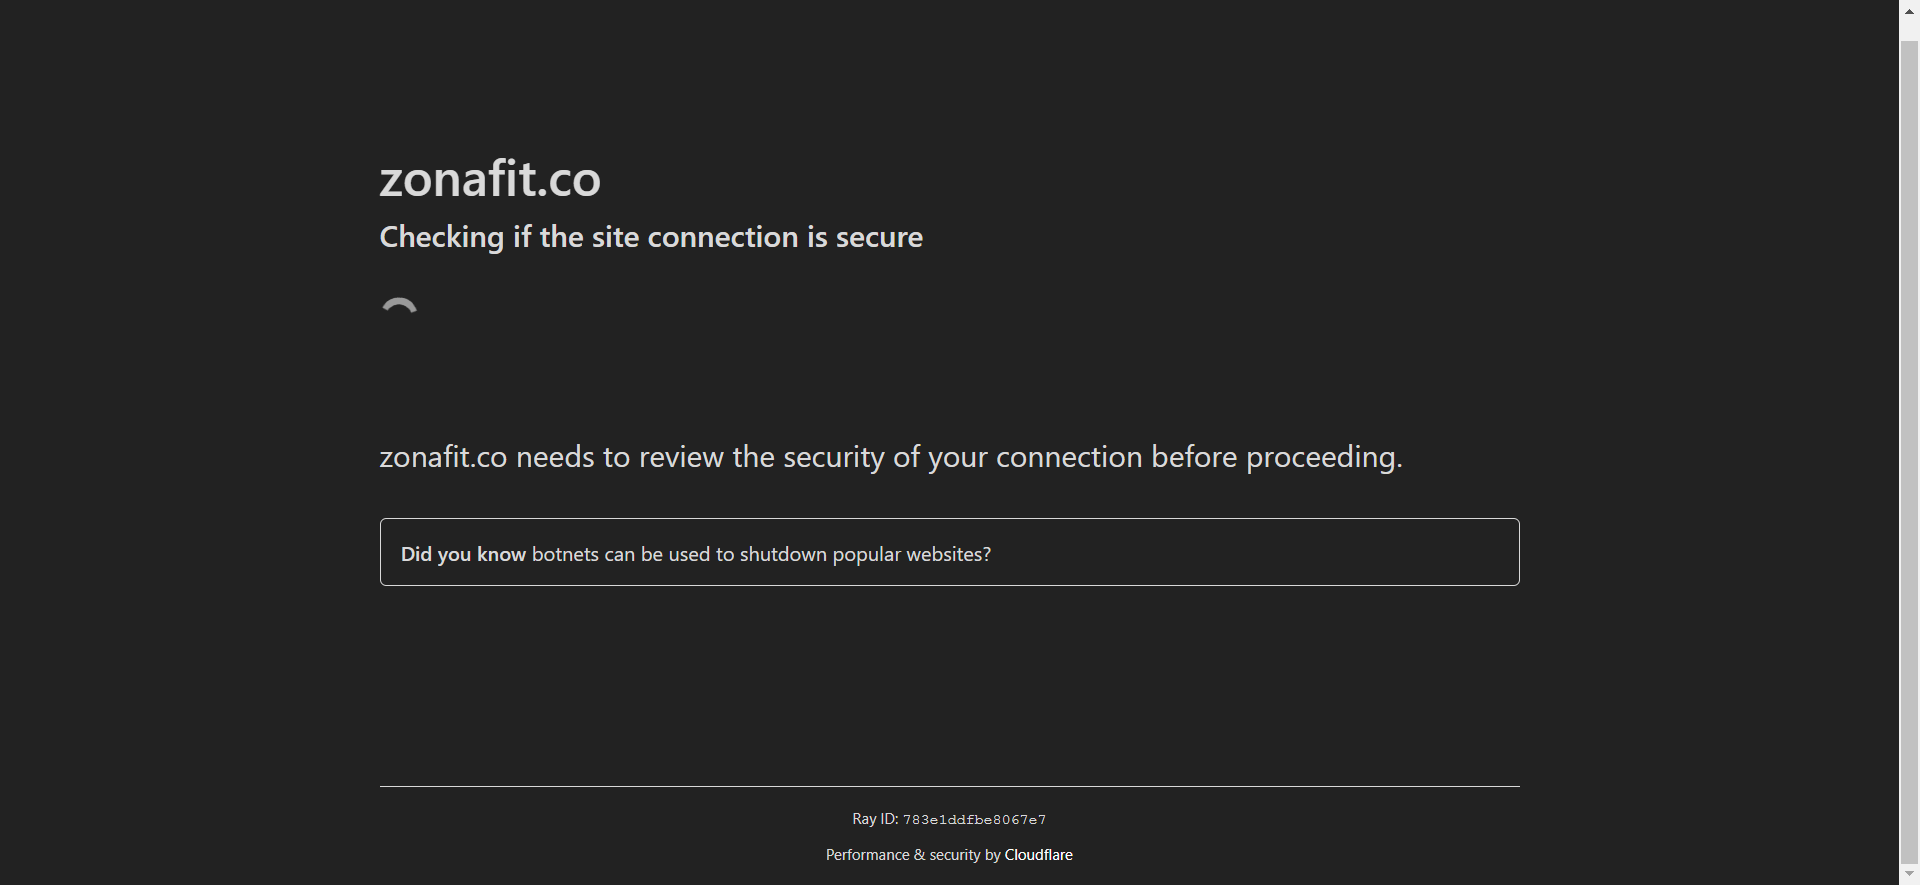 zonafit.co
Checking if the site connection is secure
zonafit.co needs to review the security of your connection before proceeding.
Did you know botnets can be used to shutdown popular websites?
Ray ID: 783e1ddfbe8067e7
Performance & security by Cloudflare